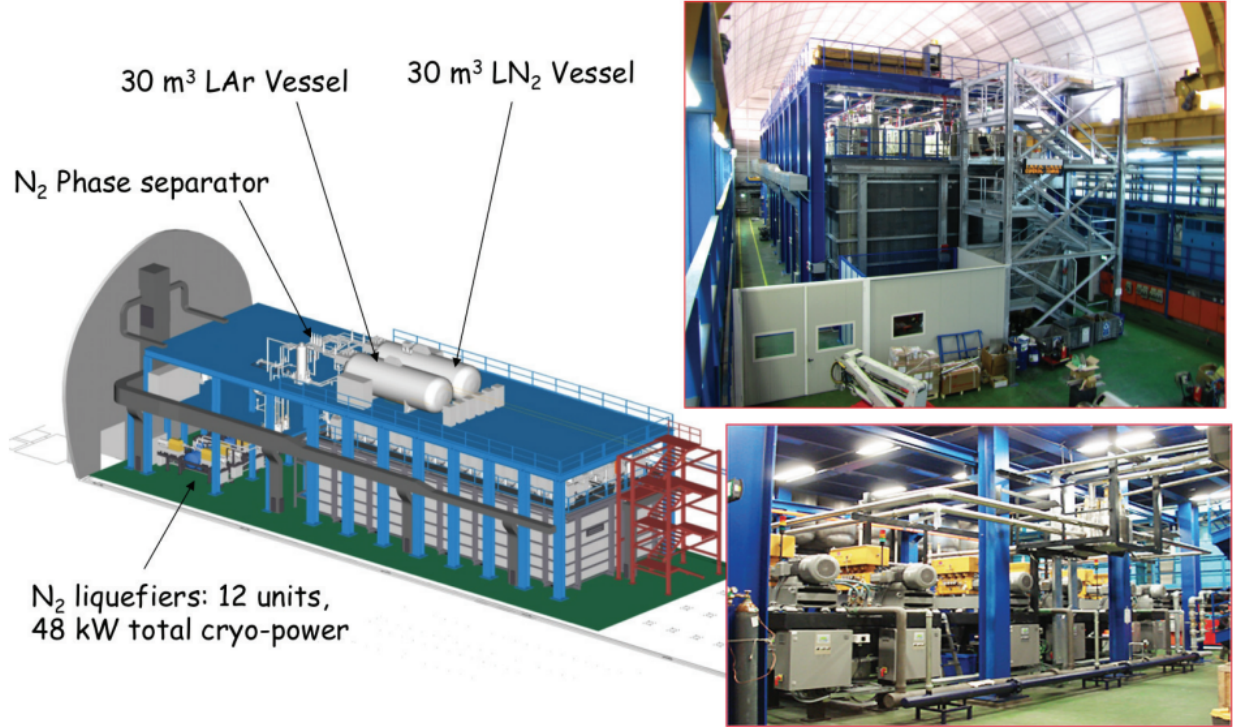 30 m³ LAr Vessel
30 m³ LN₂ Vessel
N₂ Phase separator
N₂ liquefiers: 12 units,
48 kW total cryo-power